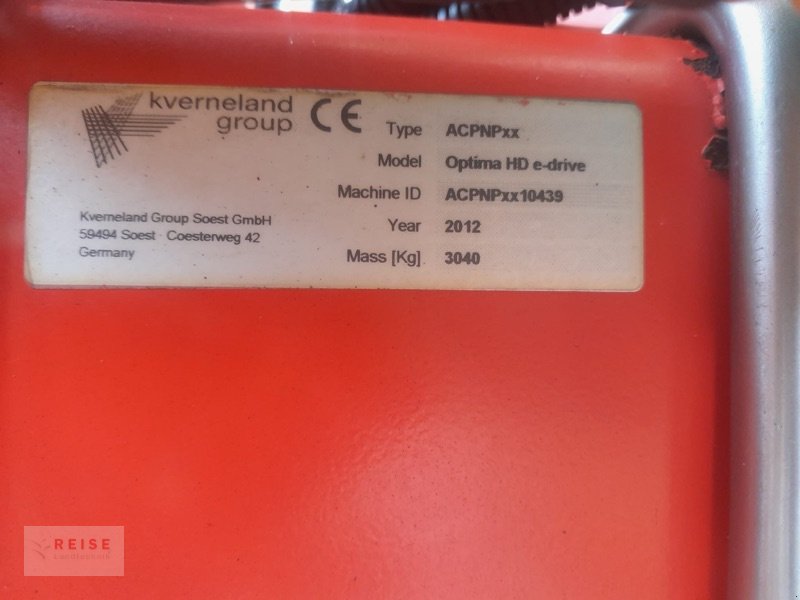 kverneland
group
CE
Type ACPNPxx
Model Optima HD e-drive
Machine ID ACPNPxx10439
Year 2012
Mass [Kg] 3040
Kverneland Group Soest GmbH
59494 Soest · Coesterweg 42
Germany
REISE
Landtechnik